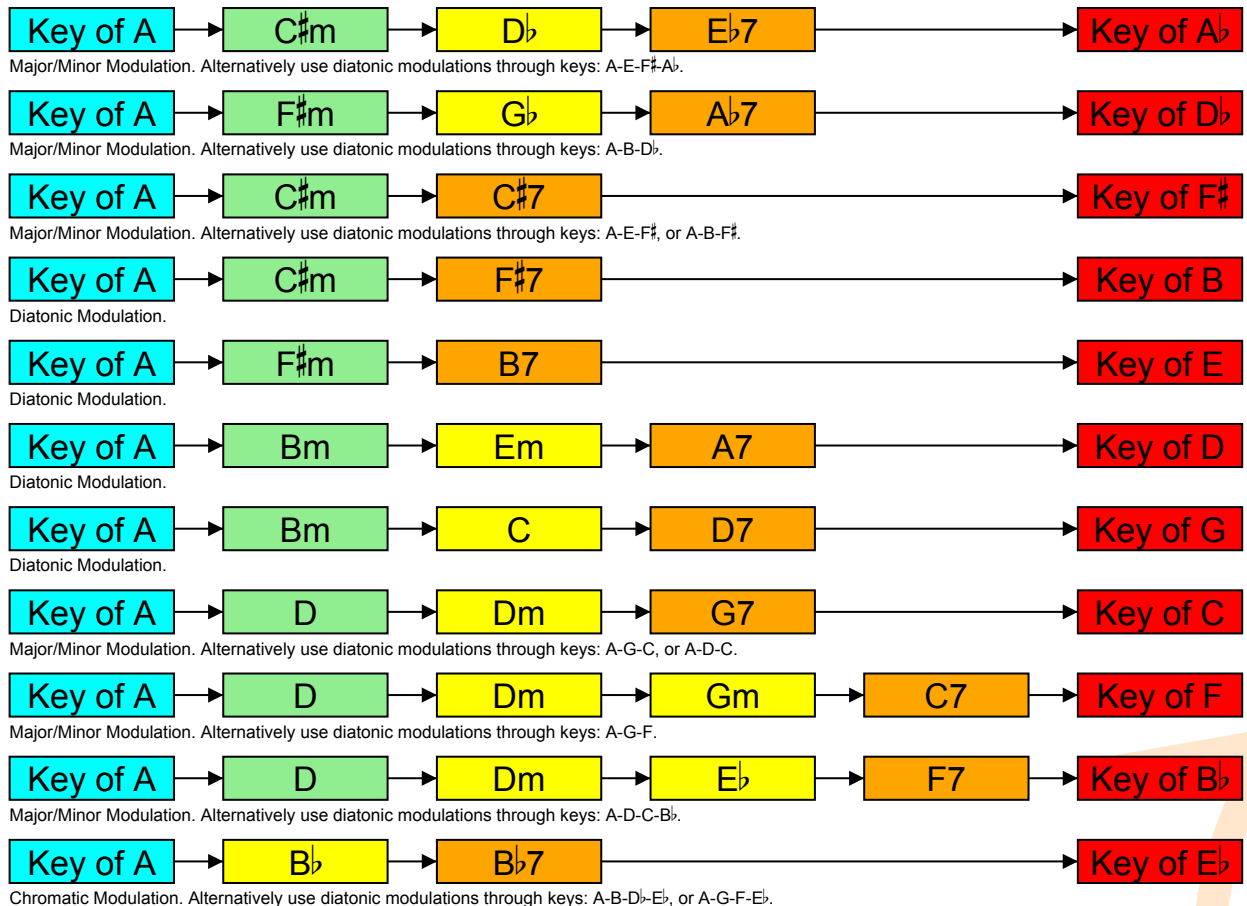 Key of A C♯m D♭ E♭7 Key of A♭
Major/Minor Modulation. Alternatively use diatonic modulations through keys: A-E-F♯-A♭.
Key of A F♯m G♭ A♭7 Key of D♭
Major/Minor Modulation. Alternatively use diatonic modulations through keys: A-B-D♭.
Key of A C♯m C♯7 Key of F♯
Major/Minor Modulation. Alternatively use diatonic modulations through keys: A-E-F♯, or A-B-F♯.
Key of A C♯m F♯7 Key of B
Diatonic Modulation.
Key of A F♯m B7 Key of E
Diatonic Modulation.
Key of A Bm Em A7 Key of D
Diatonic Modulation.
Key of A Bm C D7 Key of G
Diatonic Modulation.
Key of A D Dm G7 Key of C
Major/Minor Modulation. Alternatively use diatonic modulations through keys: A-G-C, or A-D-C.
Key of A D Dm Gm C7 Key of F
Major/Minor Modulation. Alternatively use diatonic modulations through keys: A-G-F.
Key of A D Dm E♭ F7 Key of B♭
Major/Minor Modulation. Alternatively use diatonic modulations through keys: A-D-C-B♭.
Key of A B♭ B♭7 Key of E♭
Chromatic Modulation. Alternatively use diatonic modulations through keys: A-B-D♭-E♭, or A-G-F-E♭.